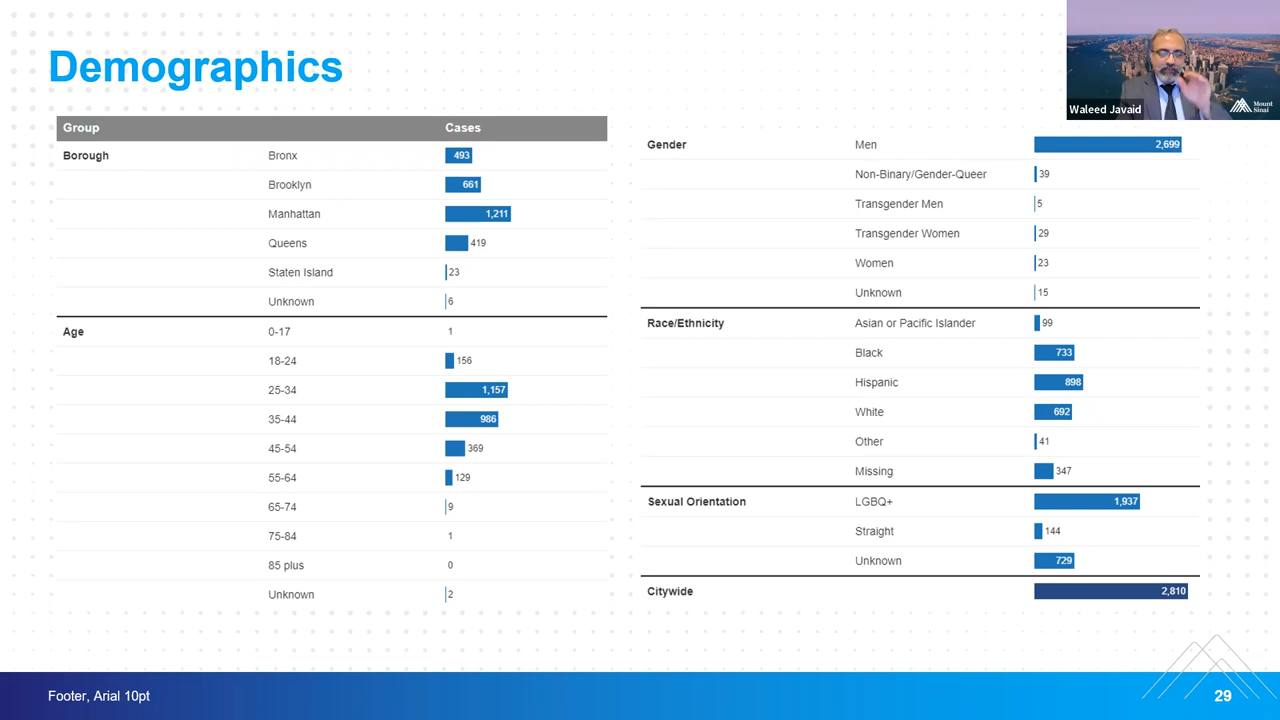 Demographics
Waleed Javaid
Mount
Sinai
Group Cases
Borough Bronx 493
Brooklyn 661
Manhattan 1,211
Queens 419
Staten Island 23
Unknown 6
Age 0-17 1
18-24 156
25-34 1,157
35-44 986
45-54 369
55-64 129
65-74 9
75-84 1
85 plus 0
Unknown 2
Gender Men 2,699
Non-Binary/Gender-Queer 39
Transgender Men 5
Transgender Women 29
Women 23
Unknown 15
Race/Ethnicity Asian or Pacific Islander 99
Black 733
Hispanic 898
White 692
Other 41
Missing 347
Sexual Orientation LGBQ+ 1,937
Straight 144
Unknown 729
Citywide 2,810
Footer, Arial 10pt
29